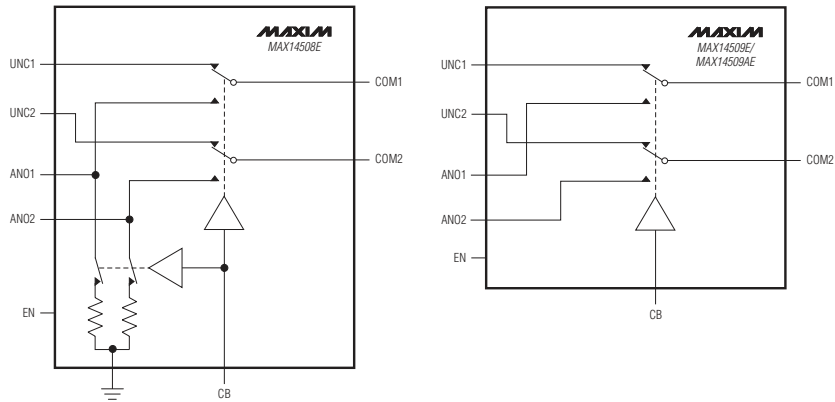 MAXIM
MAX14508E
UNC1
COM1
UNC2
COM2
ANO1
ANO2
EN
CB
MAXIM
MAX14509E/
MAX14509AE
UNC1
COM1
UNC2
COM2
ANO1
ANO2
EN
CB